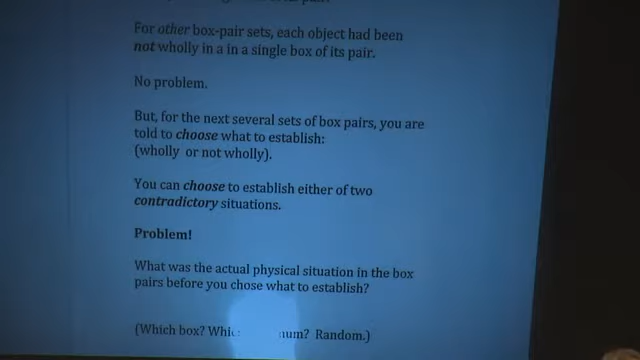 For other box-pair sets, each object had been
not wholly in a in a single box of its pair.
No problem.
But, for the next several sets of box pairs, you are
told to choose what to establish:
(wholly or not wholly).
You can choose to establish either of two
contradictory situations.
Problem!
What was the actual physical situation in the box
pairs before you chose what to establish?
(Which box? Random.)